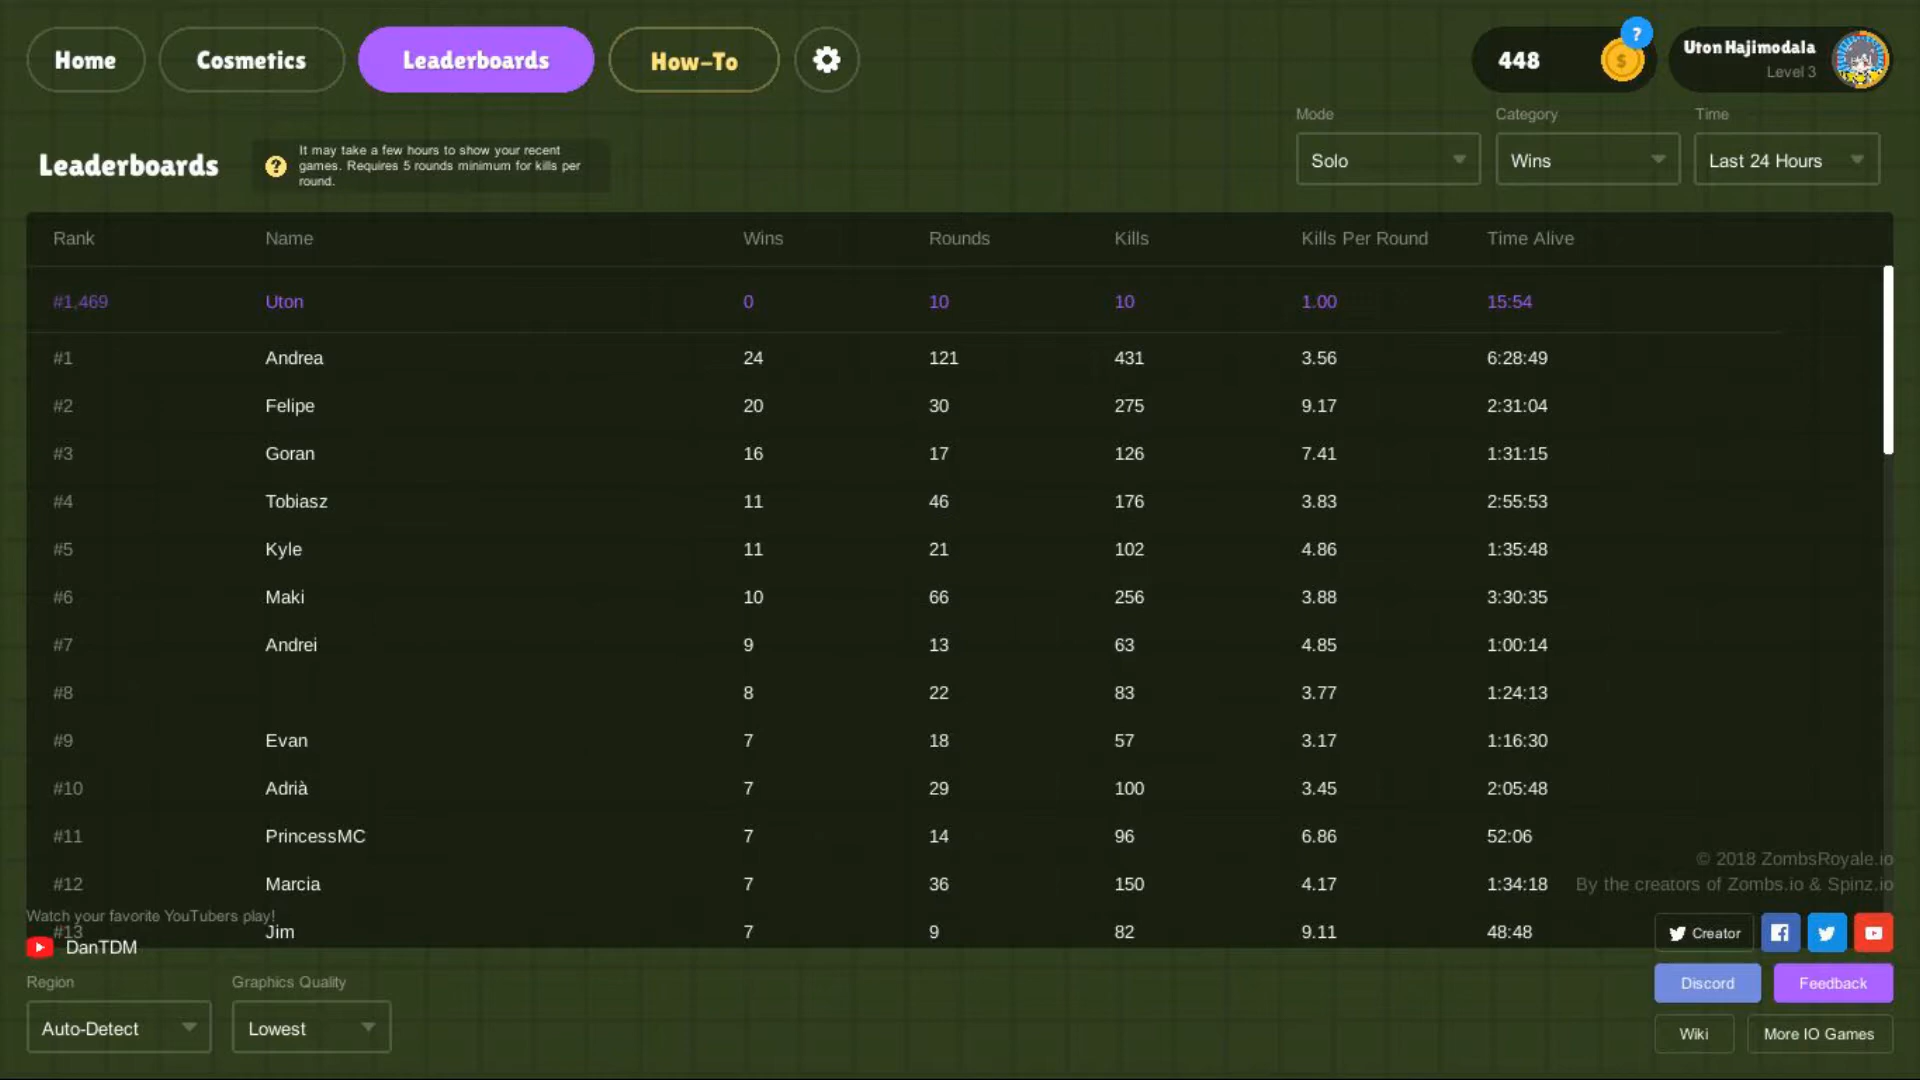 Home Cosmetics Leaderboards How-To 448 ? Uton Hajimodala
Level 3
Mode Category Time
Leaderboards ? It may take a few hours to show your recent
games. Requires 5 rounds minimum for kills per
round.
Solo Wins Last 24 Hours
Rank Name Wins Rounds Kills Kills Per Round Time Alive
#1,469 Uton 0 10 10 1.00 15:54
#1 Andrea 24 121 431 3.56 6:28:49
#2 Felipe 20 30 275 9.17 2:31:04
#3 Goran 16 17 126 7.41 1:31:15
#4 Tobiasz 11 46 176 3.83 2:55:53
#5 Kyle 11 21 102 4.86 1:35:48
#6 Maki 10 66 256 3.88 3:30:35
#7 Andrei 9 13 63 4.85 1:00:14
#8 8 22 83 3.77 1:24:13
#9 Evan 7 18 57 3.17 1:16:30
#10 Adrià 7 29 100 3.45 2:05:48
#11 PrincessMC 7 14 96 6.86 52:06
© 2018 ZombsRoyale.io
#12 Marcia 7 36 150 4.17 1:34:18
By the creators of Zombs.io & Spinz.io
Watch your favorite YouTubers play!
#13 Jim 7 9 82 9.11 48:48
DanTDM
Creator
Region Graphics Quality
Discord Feedback
Auto-Detect Lowest
Wiki More IO Games